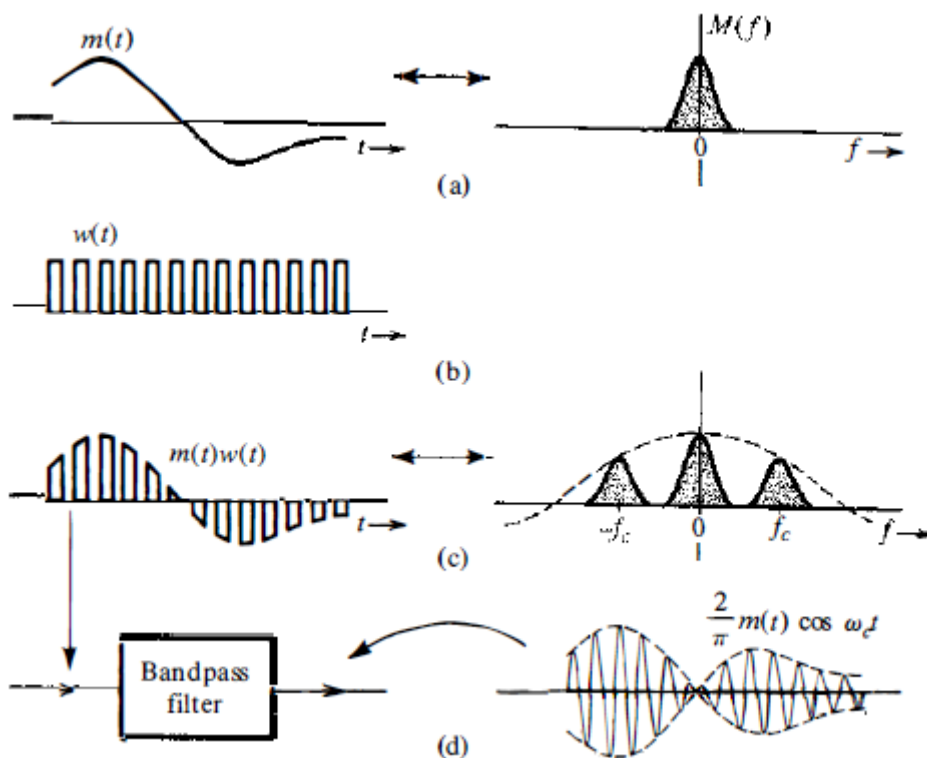 m(t)
M(f)
t
0
f
(a)
w(t)
t
(b)
m(t)w(t)
t
-f_c
0
f_c
f
(c)
Bandpass
filter
2/π m(t) cos ω_c t
(d)